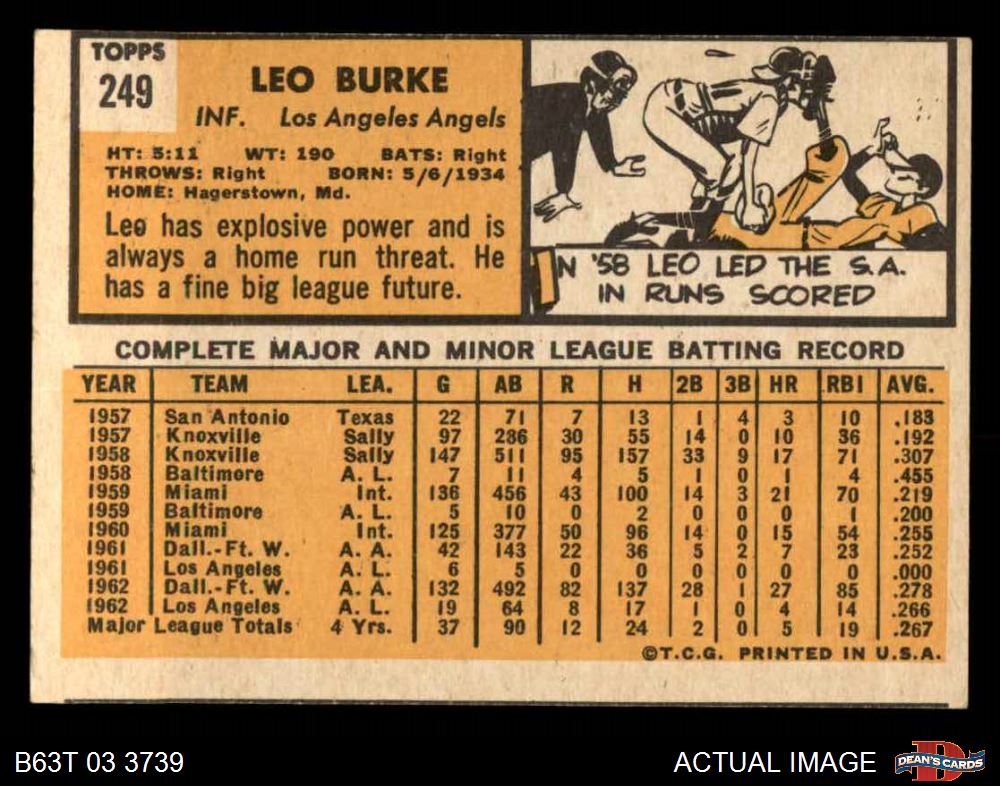 TOPPS
249
LEO BURKE
INF. Los Angeles Angels
HT: 5:11 WT: 190 BATS: Right
THROWS: Right BORN: 5/6/1934
HOME: Hagerstown, Md.
Leo has explosive power and is
always a home run threat. He
has a fine big league future.
IN '58 LEO LED THE S.A.
IN RUNS SCORED
COMPLETE MAJOR AND MINOR LEAGUE BATTING RECORD
YEAR TEAM LEA. G AB R H 2B 3B HR RBI AVG.
1957 San Antonio Texas 22 71 7 13 1 4 3 10 .183
1957 Knoxville Sally 97 286 30 55 14 0 10 36 .192
1958 Knoxville Sally 147 511 95 157 33 9 17 71 .307
1958 Baltimore A. L. 7 11 4 5 1 0 1 4 .455
1959 Miami Int. 136 456 43 100 14 3 21 70 .219
1959 Baltimore A. L. 5 10 0 2 0 0 0 1 .200
1960 Miami Int. 125 377 50 96 14 0 15 54 .255
1961 Dall.-Ft. W. A. A. 42 143 22 36 5 2 7 23 .252
1961 Los Angeles A. L. 6 5 0 0 0 0 0 0 .000
1962 Dall.-Ft. W. A. A. 132 492 82 137 28 1 27 85 .278
1962 Los Angeles A. L. 19 64 8 17 1 0 4 14 .266
Major League Totals 4 Yrs. 37 90 12 24 2 0 5 19 .267
©T.C.G. PRINTED IN U.S.A.
B63T 03 3739
ACTUAL IMAGE
DEAN'S CARDS